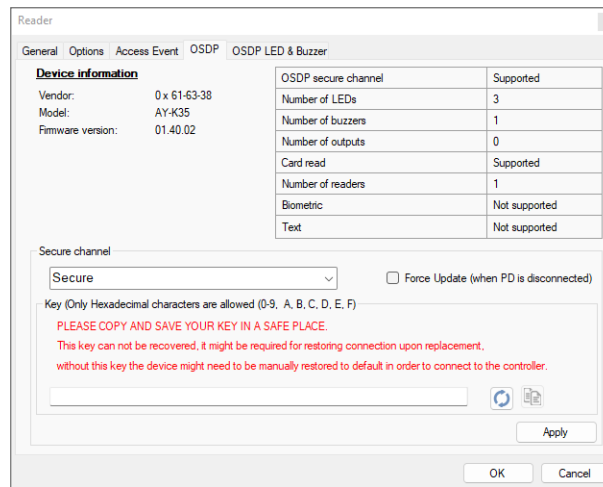 Reader
General Options Access Event OSDP OSDP LED & Buzzer
Device information
Vendor: 0 x 61-63-38
Model: AY-K35
Firmware version: 01.40.02
OSDP secure channel Supported
Number of LEDs 3
Number of buzzers 1
Number of outputs 0
Card read Supported
Number of readers 1
Biometric Not supported
Text Not supported
Secure channel
Secure
Force Update (when PD is disconnected)
Key (Only Hexadecimal characters are allowed (0-9, A, B, C, D, E, F)
PLEASE COPY AND SAVE YOUR KEY IN A SAFE PLACE.
This key can not be recovered, it might be required for restoring connection upon replacement,
without this key the device might need to be manually restored to default in order to connect to the controller.
Apply
OK Cancel